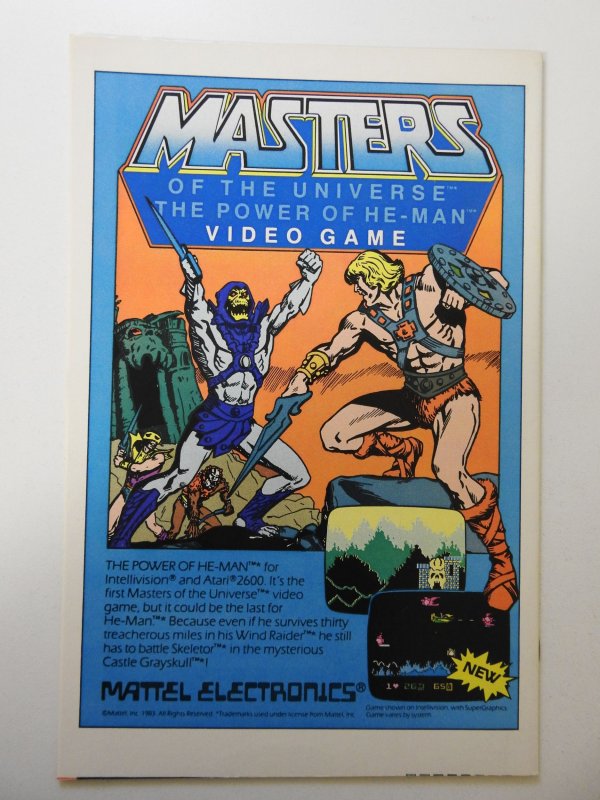 MASTERS
OF THE UNIVERSE™*
THE POWER OF HE-MAN™*
VIDEO GAME
THE POWER OF HE-MAN™* for
Intellivision® and Atari®2600. It's the
first Masters of the Universe™* video
game, but it could be the last for
He-Man.™* Because even if he survives thirty
treacherous miles in his Wind Raider™* he still
has to battle Skeletor™* in the mysterious
Castle Grayskull™*!
MATTEL ELECTRONICS®
©Mattel, Inc. 1983. All Rights Reserved. *Trademarks used under license from Mattel, Inc.
NEW
Game shown on Intellivision, with SuperGraphics.
Game varies by system.